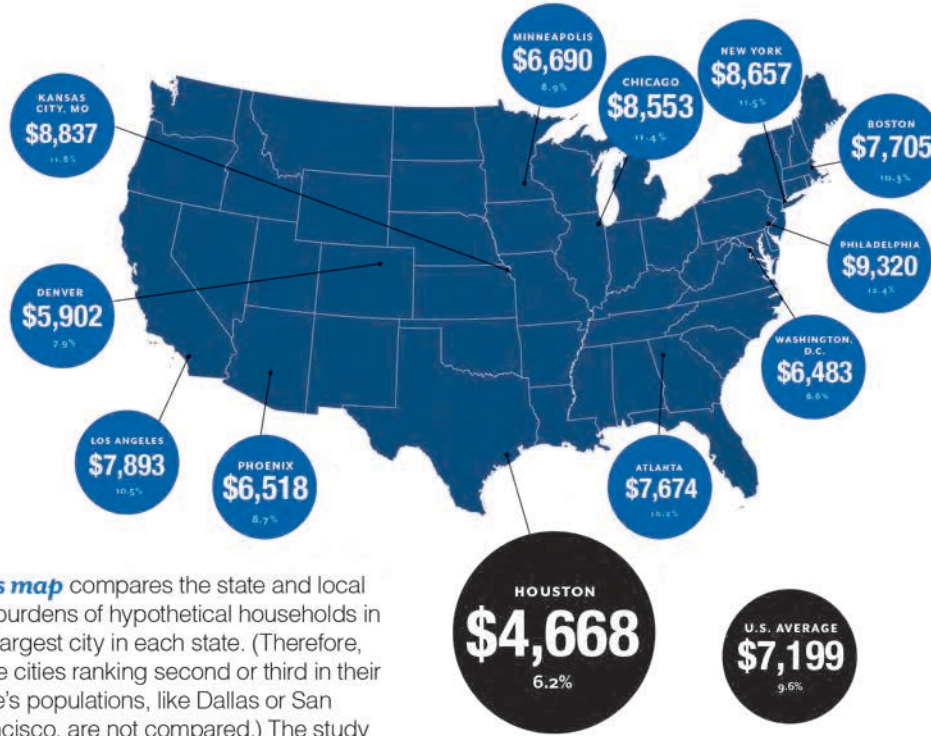 MINNEAPOLIS
$6,690
8.9%
NEW YORK
$8,657
11.5%
CHICAGO
$8,553
11.4%
KANSAS
CITY, MO
$8,837
11.8%
BOSTON
$7,705
10.3%
PHILADELPHIA
$9,320
12.4%
DENVER
$5,902
7.9%
WASHINGTON,
D.C.
$6,483
8.6%
LOS ANGELES
$7,893
10.5%
PHOENIX
$6,518
8.7%
ATLANTA
$7,674
10.2%
HOUSTON
$4,668
6.2%
U.S. AVERAGE
$7,199
9.6%
map compares the state and local
burdens of hypothetical households in
largest city in each state. (Therefore,
cities ranking second or third in their
populations, like Dallas or San
are not compared.) The study